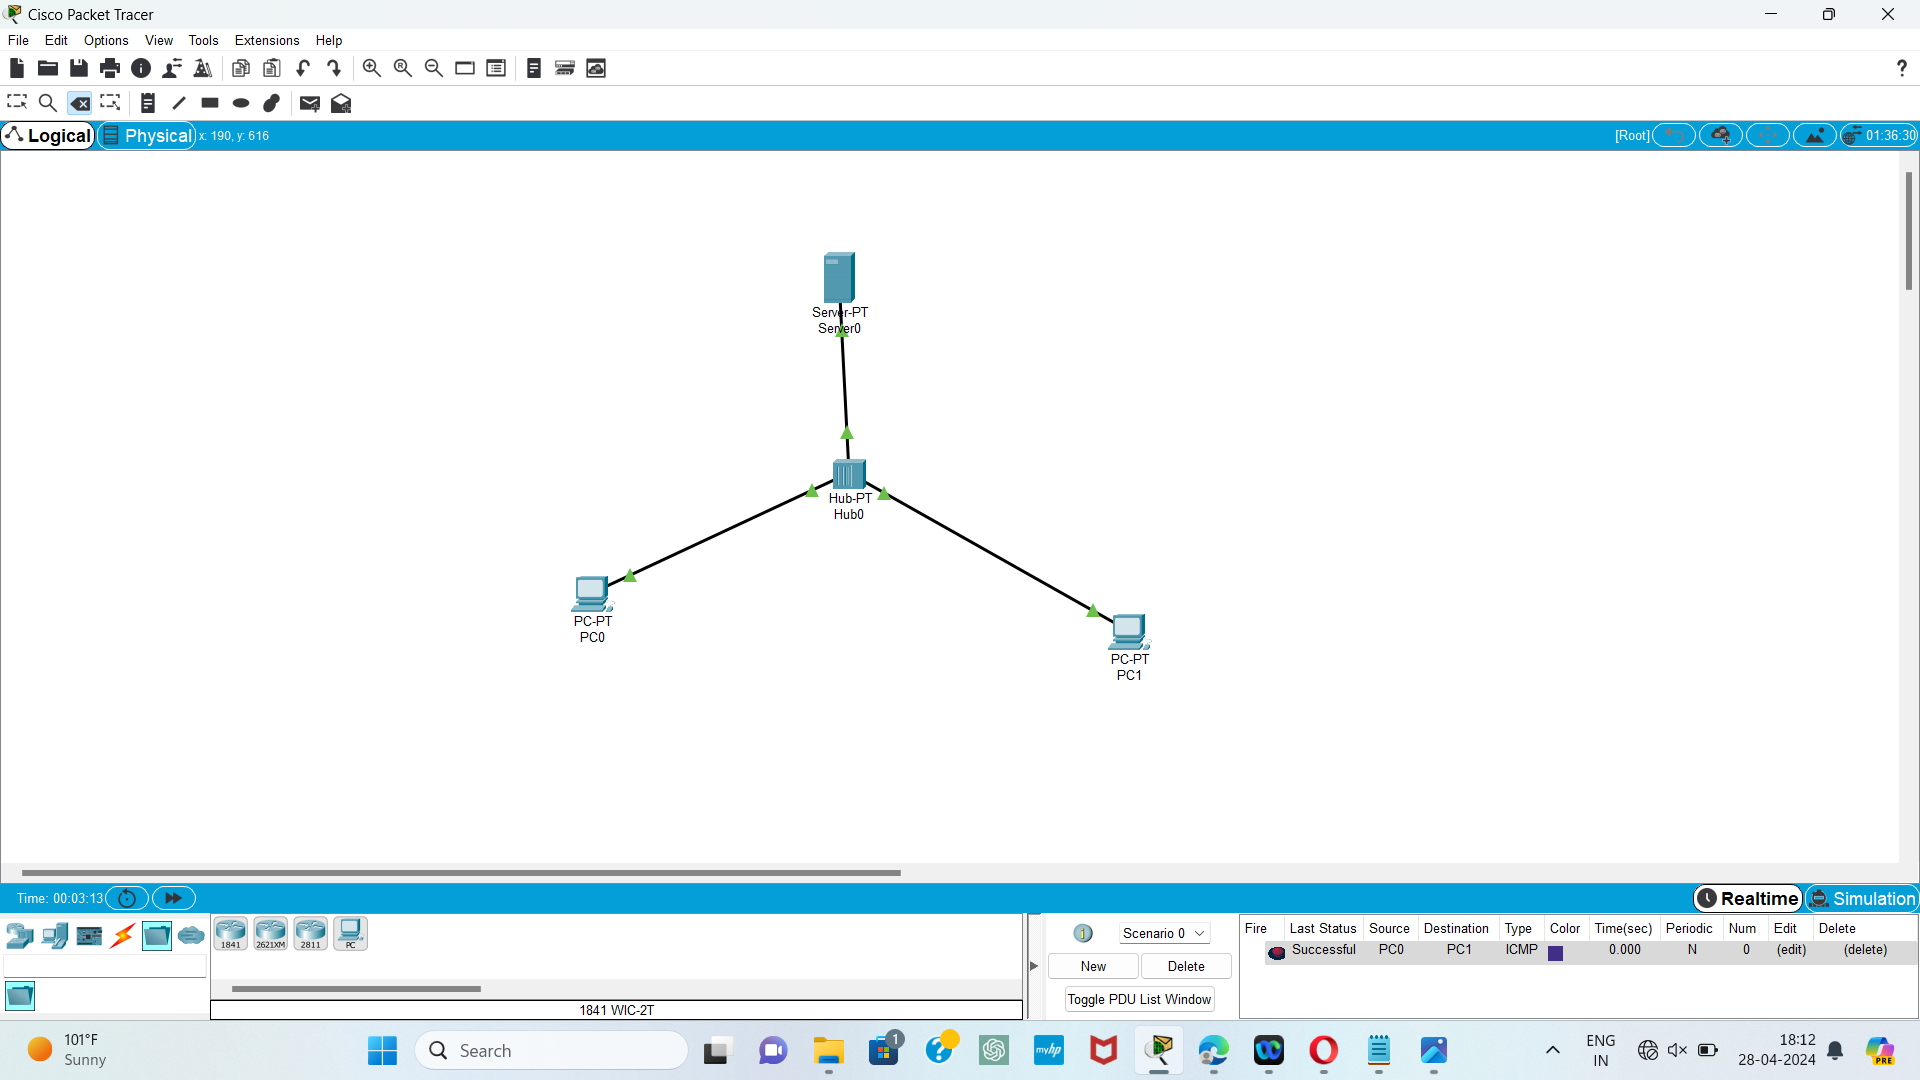 Cisco Packet Tracer
File Edit Options View Tools Extensions Help
?
Logical Physical x: 190, y: 616 [Root] 01:36:30
Server-PT
Server0
Hub-PT
Hub0
PC-PT
PC0
PC-PT
PC1
Time: 00:03:13 Realtime Simulation
1841 2621XM 2811 PC
1841 WIC-2T
1 Scenario 0
New Delete
Toggle PDU List Window
Fire Last Status Source Destination Type Color Time(sec) Periodic Num Edit Delete
Successful PC0 PC1 ICMP 0.000 N 0 (edit) (delete)
101°F
Sunny
Search
1
?
myhp
ENG
IN
18:12
28-04-2024
PRE